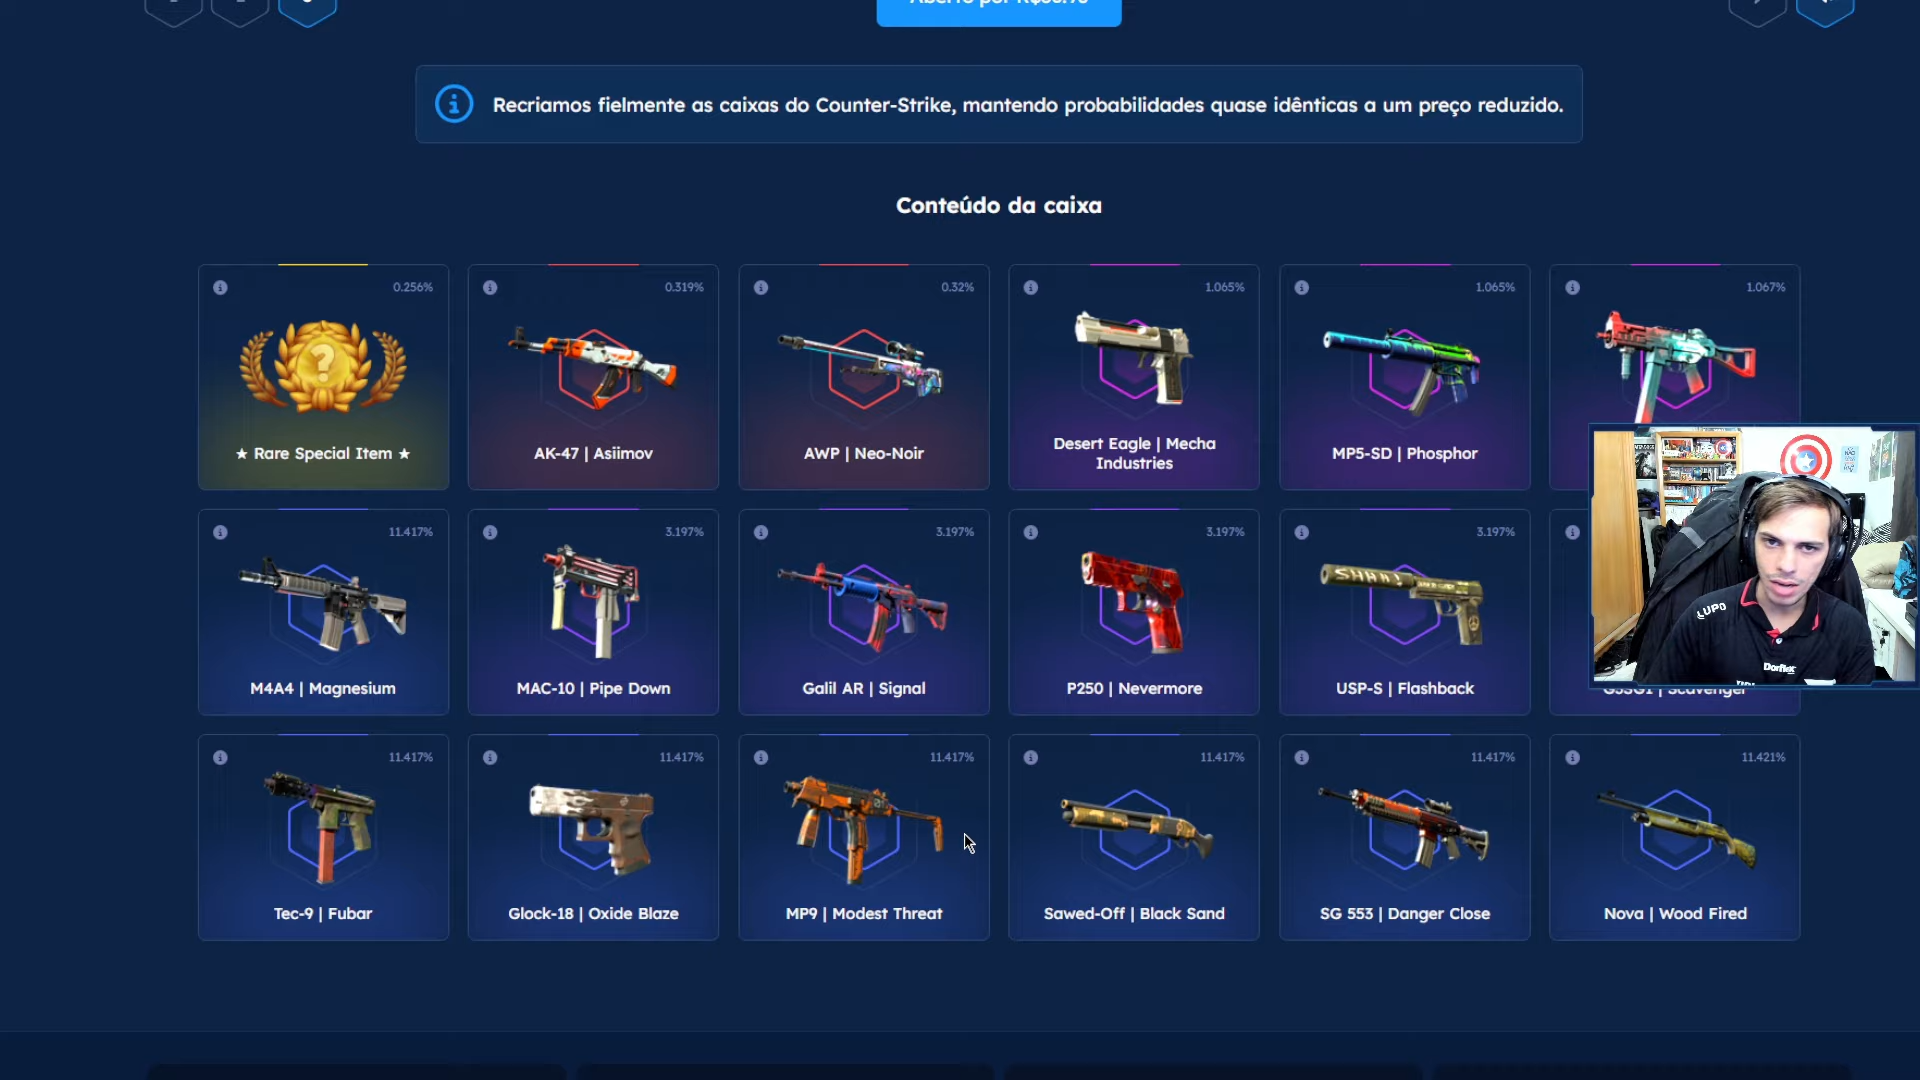 Recriamos fielmente as caixas do Counter-Strike, mantendo probabilidades quase idênticas a um preço reduzido.
Conteúdo da caixa
0.256%
★ Rare Special Item ★
0.319%
AK-47 | Asiimov
0.32%
AWP | Neo-Noir
1.065%
Desert Eagle | Mecha
Industries
1.065%
MP5-SD | Phosphor
1.067%
11.417%
M4A4 | Magnesium
3.197%
MAC-10 | Pipe Down
3.197%
Galil AR | Signal
3.197%
P250 | Nevermore
3.197%
USP-S | Flashback
LUPO
Dorflex
11.417%
Tec-9 | Fubar
11.417%
Glock-18 | Oxide Blaze
11.417%
MP9 | Modest Threat
11.417%
Sawed-Off | Black Sand
11.417%
SG 553 | Danger Close
11.421%
Nova | Wood Fired